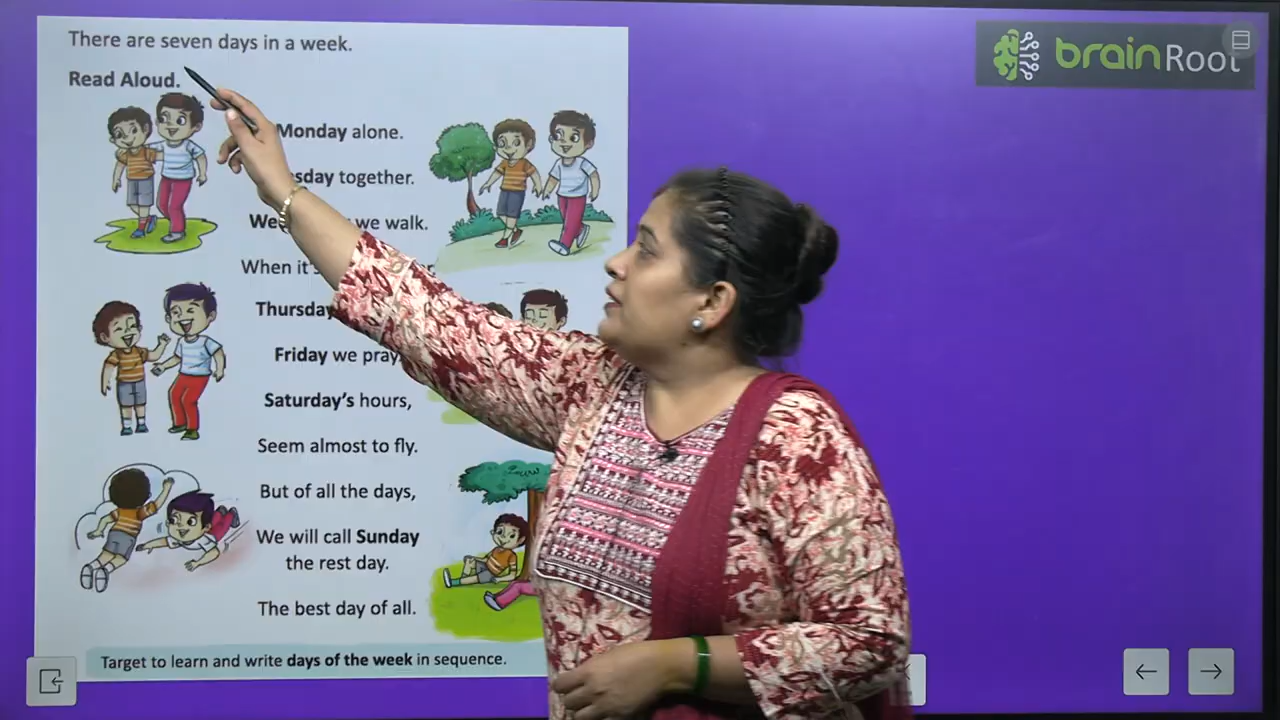 There are seven days in a week.
Read Aloud.
Monday alone.
together.
we walk.
When it's
Thursday
Friday we pray
Saturday's hours,
Seem almost to fly.
But of all the days,
We will call Sunday
the rest day.
The best day of all.
Target to learn and write days of the week in sequence.
brainRoot